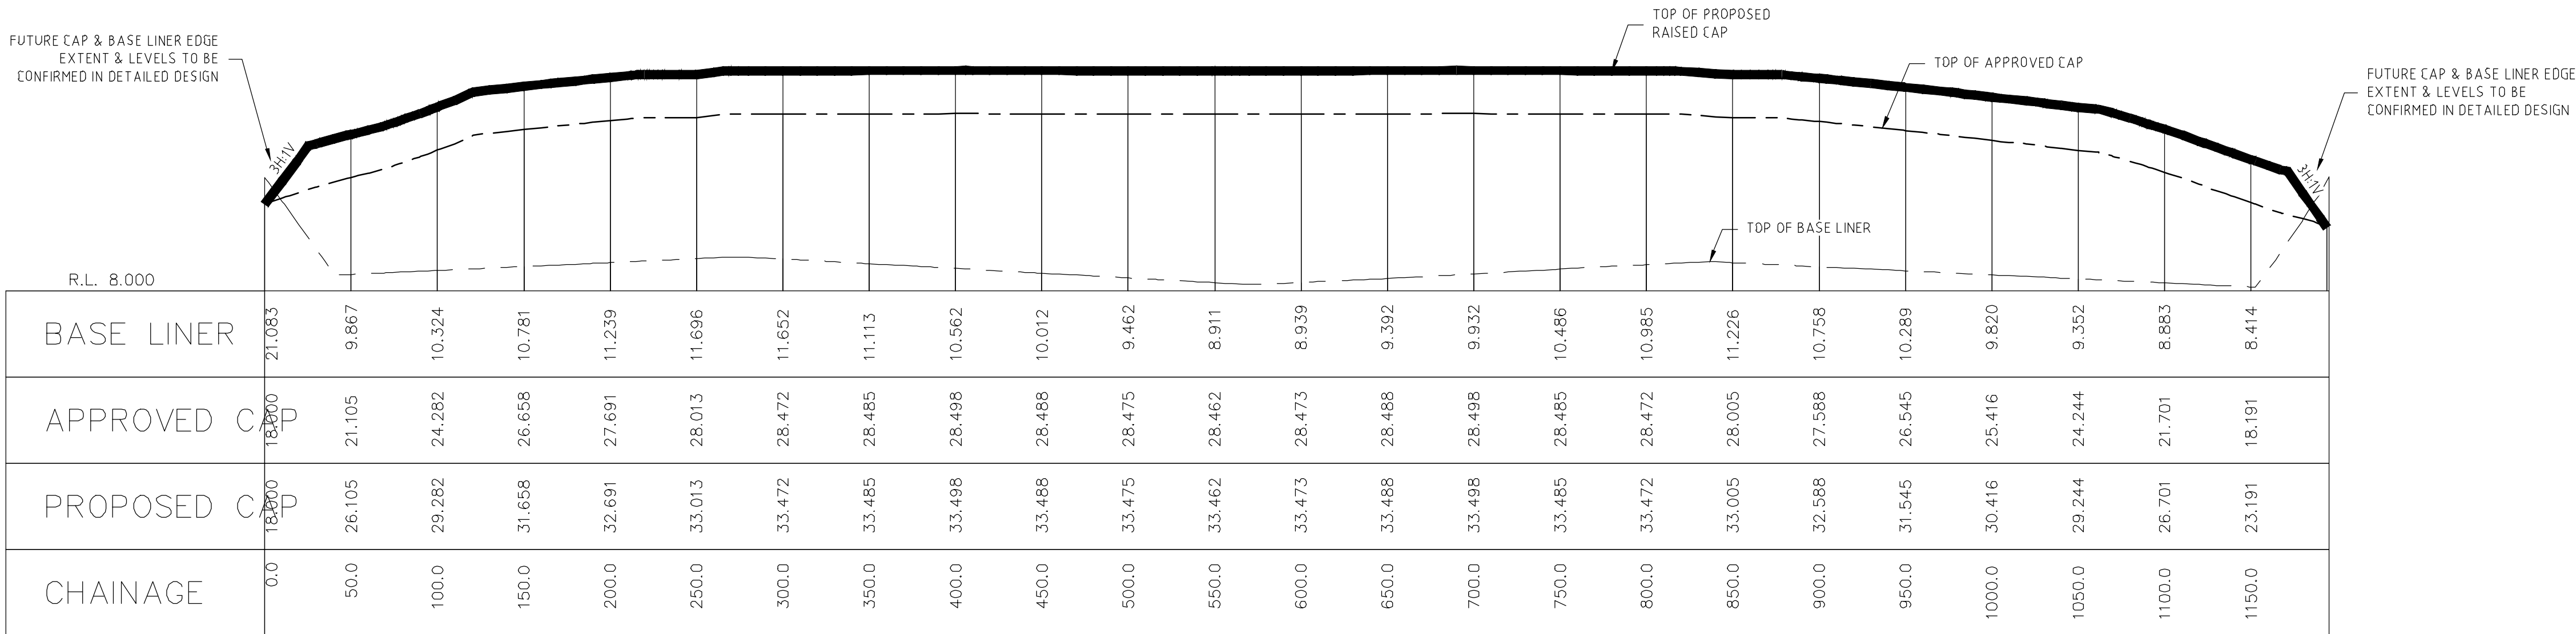 TOP OF PROPOSED
RAISED CAP
FUTURE CAP & BASE LINER EDGE
EXTENT & LEVELS TO BE
CONFIRMED IN DETAILED DESIGN
TOP OF APPROVED CAP
FUTURE CAP & BASE LINER EDGE
EXTENT & LEVELS TO BE
CONFIRMED IN DETAILED DESIGN
3H:1V
3H:1V
TOP OF BASE LINER
R.L. 8.000
BASE LINER 21.083 9.867 10.324 10.781 11.239 11.696 11.652 11.113 10.562 10.012 9.462 8.911 8.939 9.392 9.932 10.486 10.985 11.226 10.758 10.289 9.820 9.352 8.883 8.414
APPROVED CAP 18.000 21.105 24.282 26.658 27.691 28.013 28.472 28.485 28.498 28.488 28.475 28.462 28.473 28.488 28.498 28.485 28.472 28.005 27.588 26.545 25.416 24.244 21.701 18.191
PROPOSED CAP 18.000 26.105 29.282 31.658 32.691 33.013 33.472 33.485 33.498 33.488 33.475 33.462 33.473 33.488 33.498 33.485 33.472 33.005 32.588 31.545 30.416 29.244 26.701 23.191
CHAINAGE 0.0 50.0 100.0 150.0 200.0 250.0 300.0 350.0 400.0 450.0 500.0 550.0 600.0 650.0 700.0 750.0 800.0 850.0 900.0 950.0 1000.0 1050.0 1100.0 1150.0